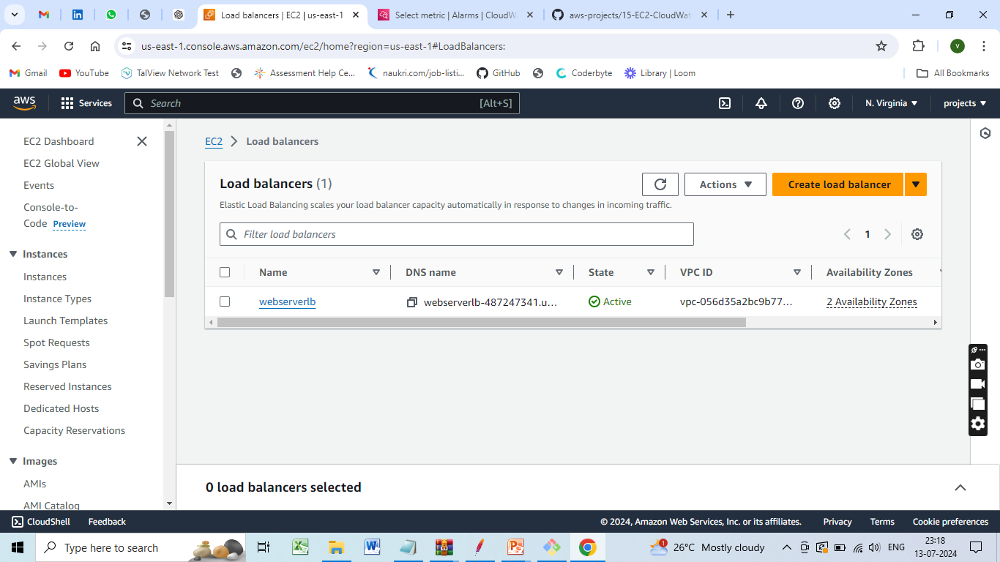 Load balancers | EC2 | us-east-1
Select metric | Alarms | CloudWa
aws-projects/15-EC2-CloudWat
us-east-1.console.aws.amazon.com/ec2/home?region=us-east-1#LoadBalancers:
V
Gmail
YouTube
TalView Network Test
Assessment Help Ce...
naukri.com/job-listi...
GitHub
Coderbyte
Library | Loom
All Bookmarks
aws
Services
Search
[Alt+S]
N. Virginia
projects
EC2 Dashboard
EC2 Global View
Events
Console-to-
Code Preview
Instances
Instances
Instance Types
Launch Templates
Spot Requests
Savings Plans
Reserved Instances
Dedicated Hosts
Capacity Reservations
Images
AMIs
AMI Catalog
EC2 Load balancers
Load balancers (1)
Actions
Create load balancer
Elastic Load Balancing scales your load balancer capacity automatically in response to changes in incoming traffic.
Filter load balancers
1
Name DNS name State VPC ID Availability Zones
webserverlb webserverlb-487247341.u... Active vpc-056d35a2bc9b77... 2 Availability Zones
0 load balancers selected
CloudShell
Feedback
© 2024, Amazon Web Services, Inc. or its affiliates.
Privacy
Terms
Cookie preferences
Type here to search
1
26°C Mostly cloudy
ENG
23:18
13-07-2024